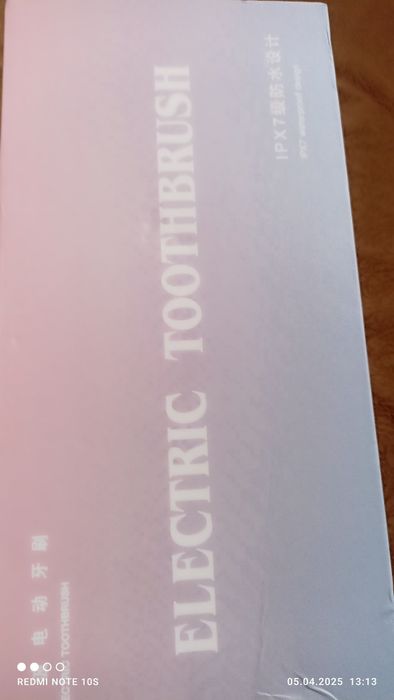 IPX7级防水设计
IPX7 waterproof design
ELECTRIC TOOTHBRUSH
电动牙刷
TOOTHBRUSH
REDMI NOTE 10S
05.04.2025 13:13